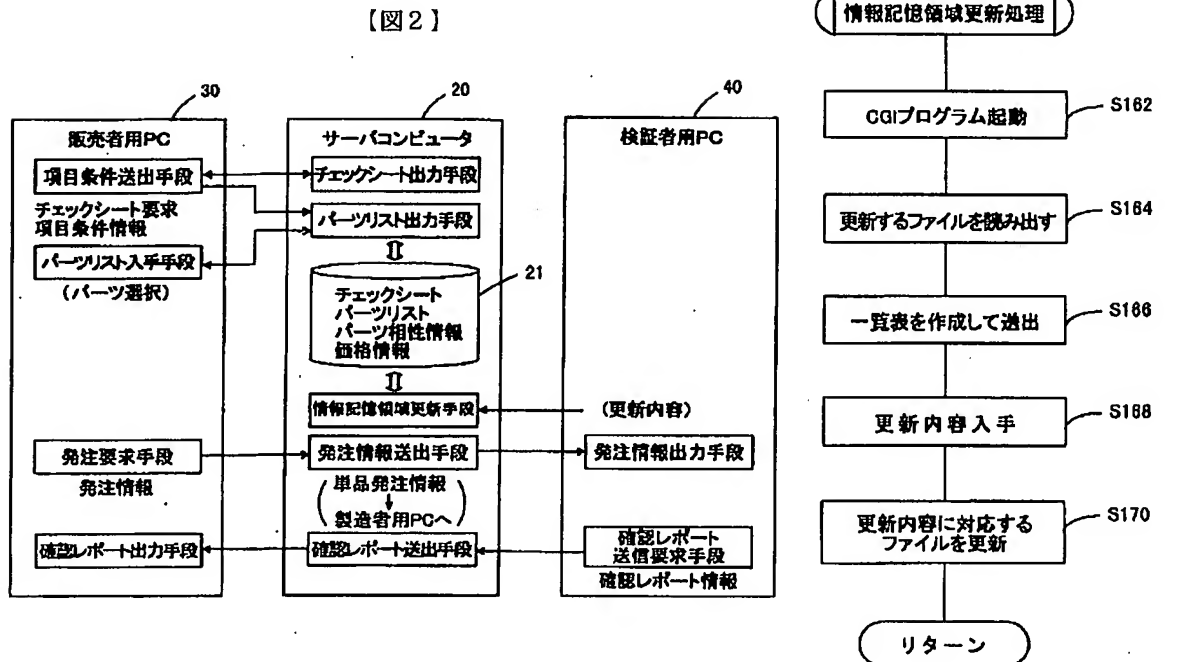 【図2】
30
販売者用PC
項目条件送出手段
チェックシート要求
項目条件情報
パーツリスト入手手段
(パーツ選択)
発注要求手段
発注情報
確認レポート出力手段
20
サーバコンピュータ
チェックシート出力手段
パーツリスト出力手段
21
チェックシート
パーツリスト
パーツ相性情報
価格情報
情報記憶領域更新手段
発注情報送出手段
単品発注情報
製造者用PCへ
確認レポート送出手段
40
検証者用PC
(更新内容)
発注情報出力手段
確認レポート
送信要求手段
確認レポート情報
情報記憶領域更新処理
CGIプログラム起動
S162
更新するファイルを読み出す
S164
一覧表を作成して送出
S166
更新内容入手
S168
更新内容に対応する
ファイルを更新
S170
リターン